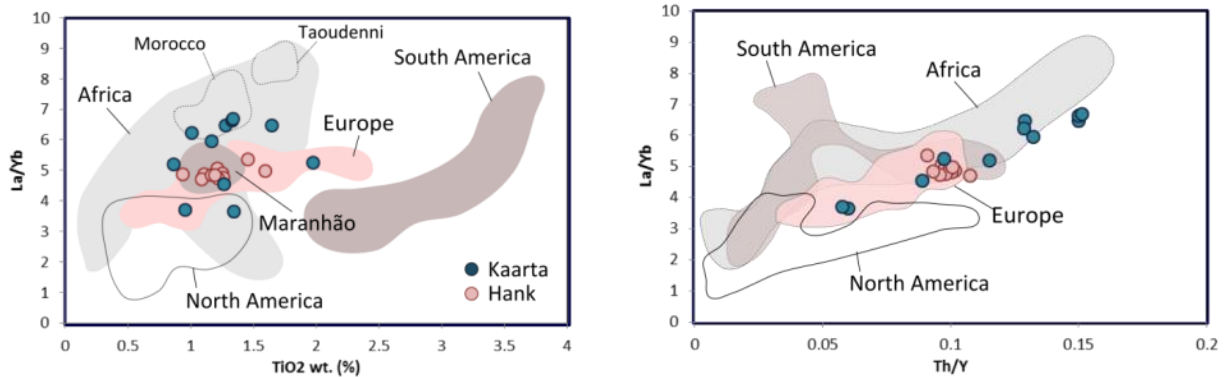 10
9
8
7
6
5
4
3
2
1
0
La/Yb
Morocco
Taoudenni
South America
Africa
Europe
Maranhão
North America
Kaarta
Hank
0 0.5 1 1.5 2 2.5 3 3.5 4
TiO2 wt. (%)
10
9
8
7
6
5
4
3
2
1
0
La/Yb
South America
Africa
Europe
North America
0 0.05 0.1 0.15 0.2
Th/Y